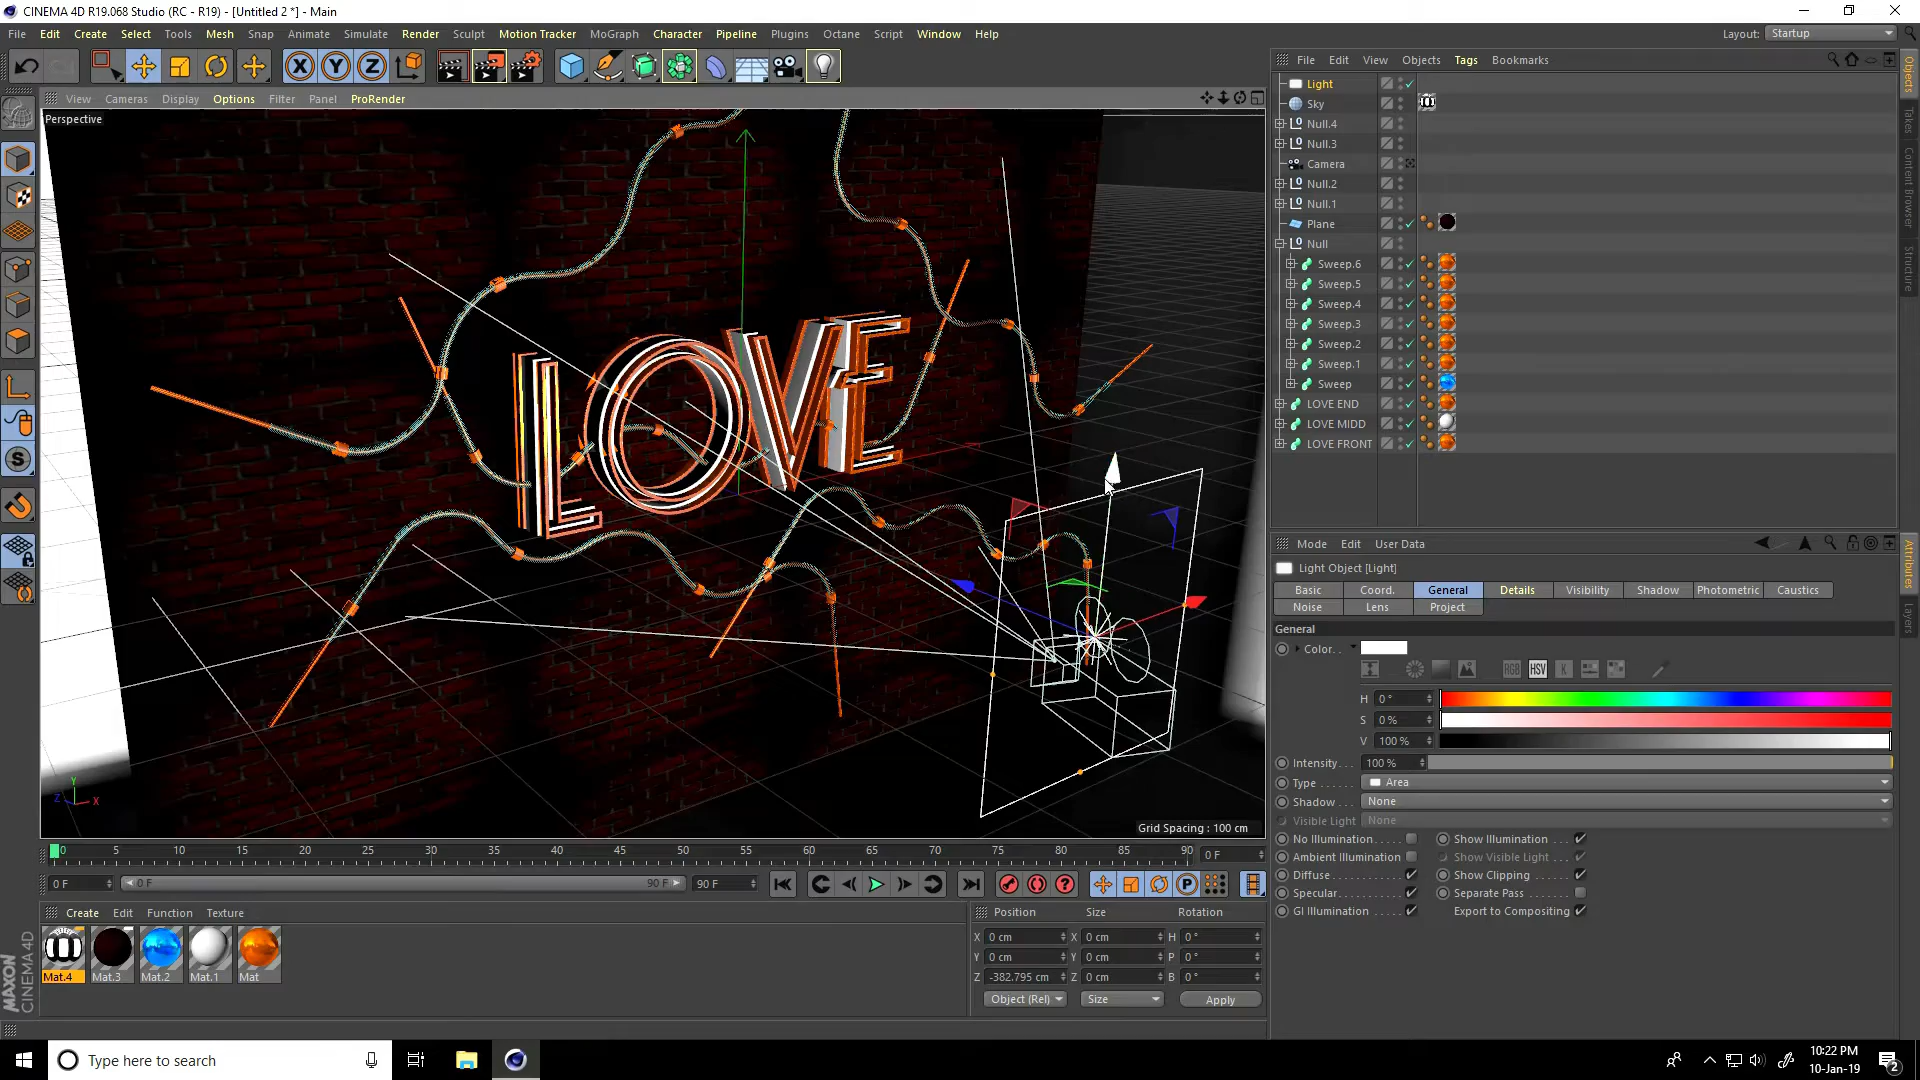 CINEMA 4D R19.068 Studio (RC - R19) - [Untitled 2 *] - Main
File Edit Create Select Tools Mesh Snap Animate Simulate Render Sculpt Motion Tracker MoGraph Character Pipeline Plugins Octane Script Window Help
Layout: Startup
X Y Z
View Cameras Display Options Filter Panel ProRender
Perspective
LOVE
Y
Z X
Grid Spacing : 100 cm
File Edit View Objects Tags Bookmarks
Light
Sky
Null.4
Null.3
Camera
Null.2
Null.1
Plane
Null
Sweep.6
Sweep.5
Sweep.4
Sweep.3
Sweep.2
Sweep.1
Sweep
LOVE END
LOVE MIDD
LOVE FRONT
Objects
Takes
Content Browser
Structure
Mode Edit User Data
Light Object [Light]
Basic Coord. General Details Visibility Shadow Photometric Caustics
Noise Lens Project
General
Color. .
RGB HSV K
H 0 °
S 0 %
V 100 %
Intensity. . . 100 %
Type . . . . . . Area
Shadow . . . None
Visible Light None
No Illumination. . . . . Show Illumination . . .
Ambient Illumination Show Visible Light . . .
Diffuse . . . . . . . . . . . Show Clipping . . . . . .
Specular. . . . . . . . . . Separate Pass . . . . . .
GI Illumination . . . . . Export to Compositing
Attributes
Layers
0 5 10 15 20 25 30 35 40 45 50 55 60 65 70 75 80 85 90 0 F
0 F 0 F 90 F 90 F
Create Edit Function Texture
Mat.4 Mat.3 Mat.2 Mat.1 Mat
MAXON
CINEMA 4D
Position Size Rotation
X 0 cm X 0 cm H 0 °
Y 0 cm Y 0 cm P 0 °
Z -382.795 cm Z 0 cm B 0 °
Object (Rel) Size Apply
Type here to search
10:22 PM
10-Jan-19
2